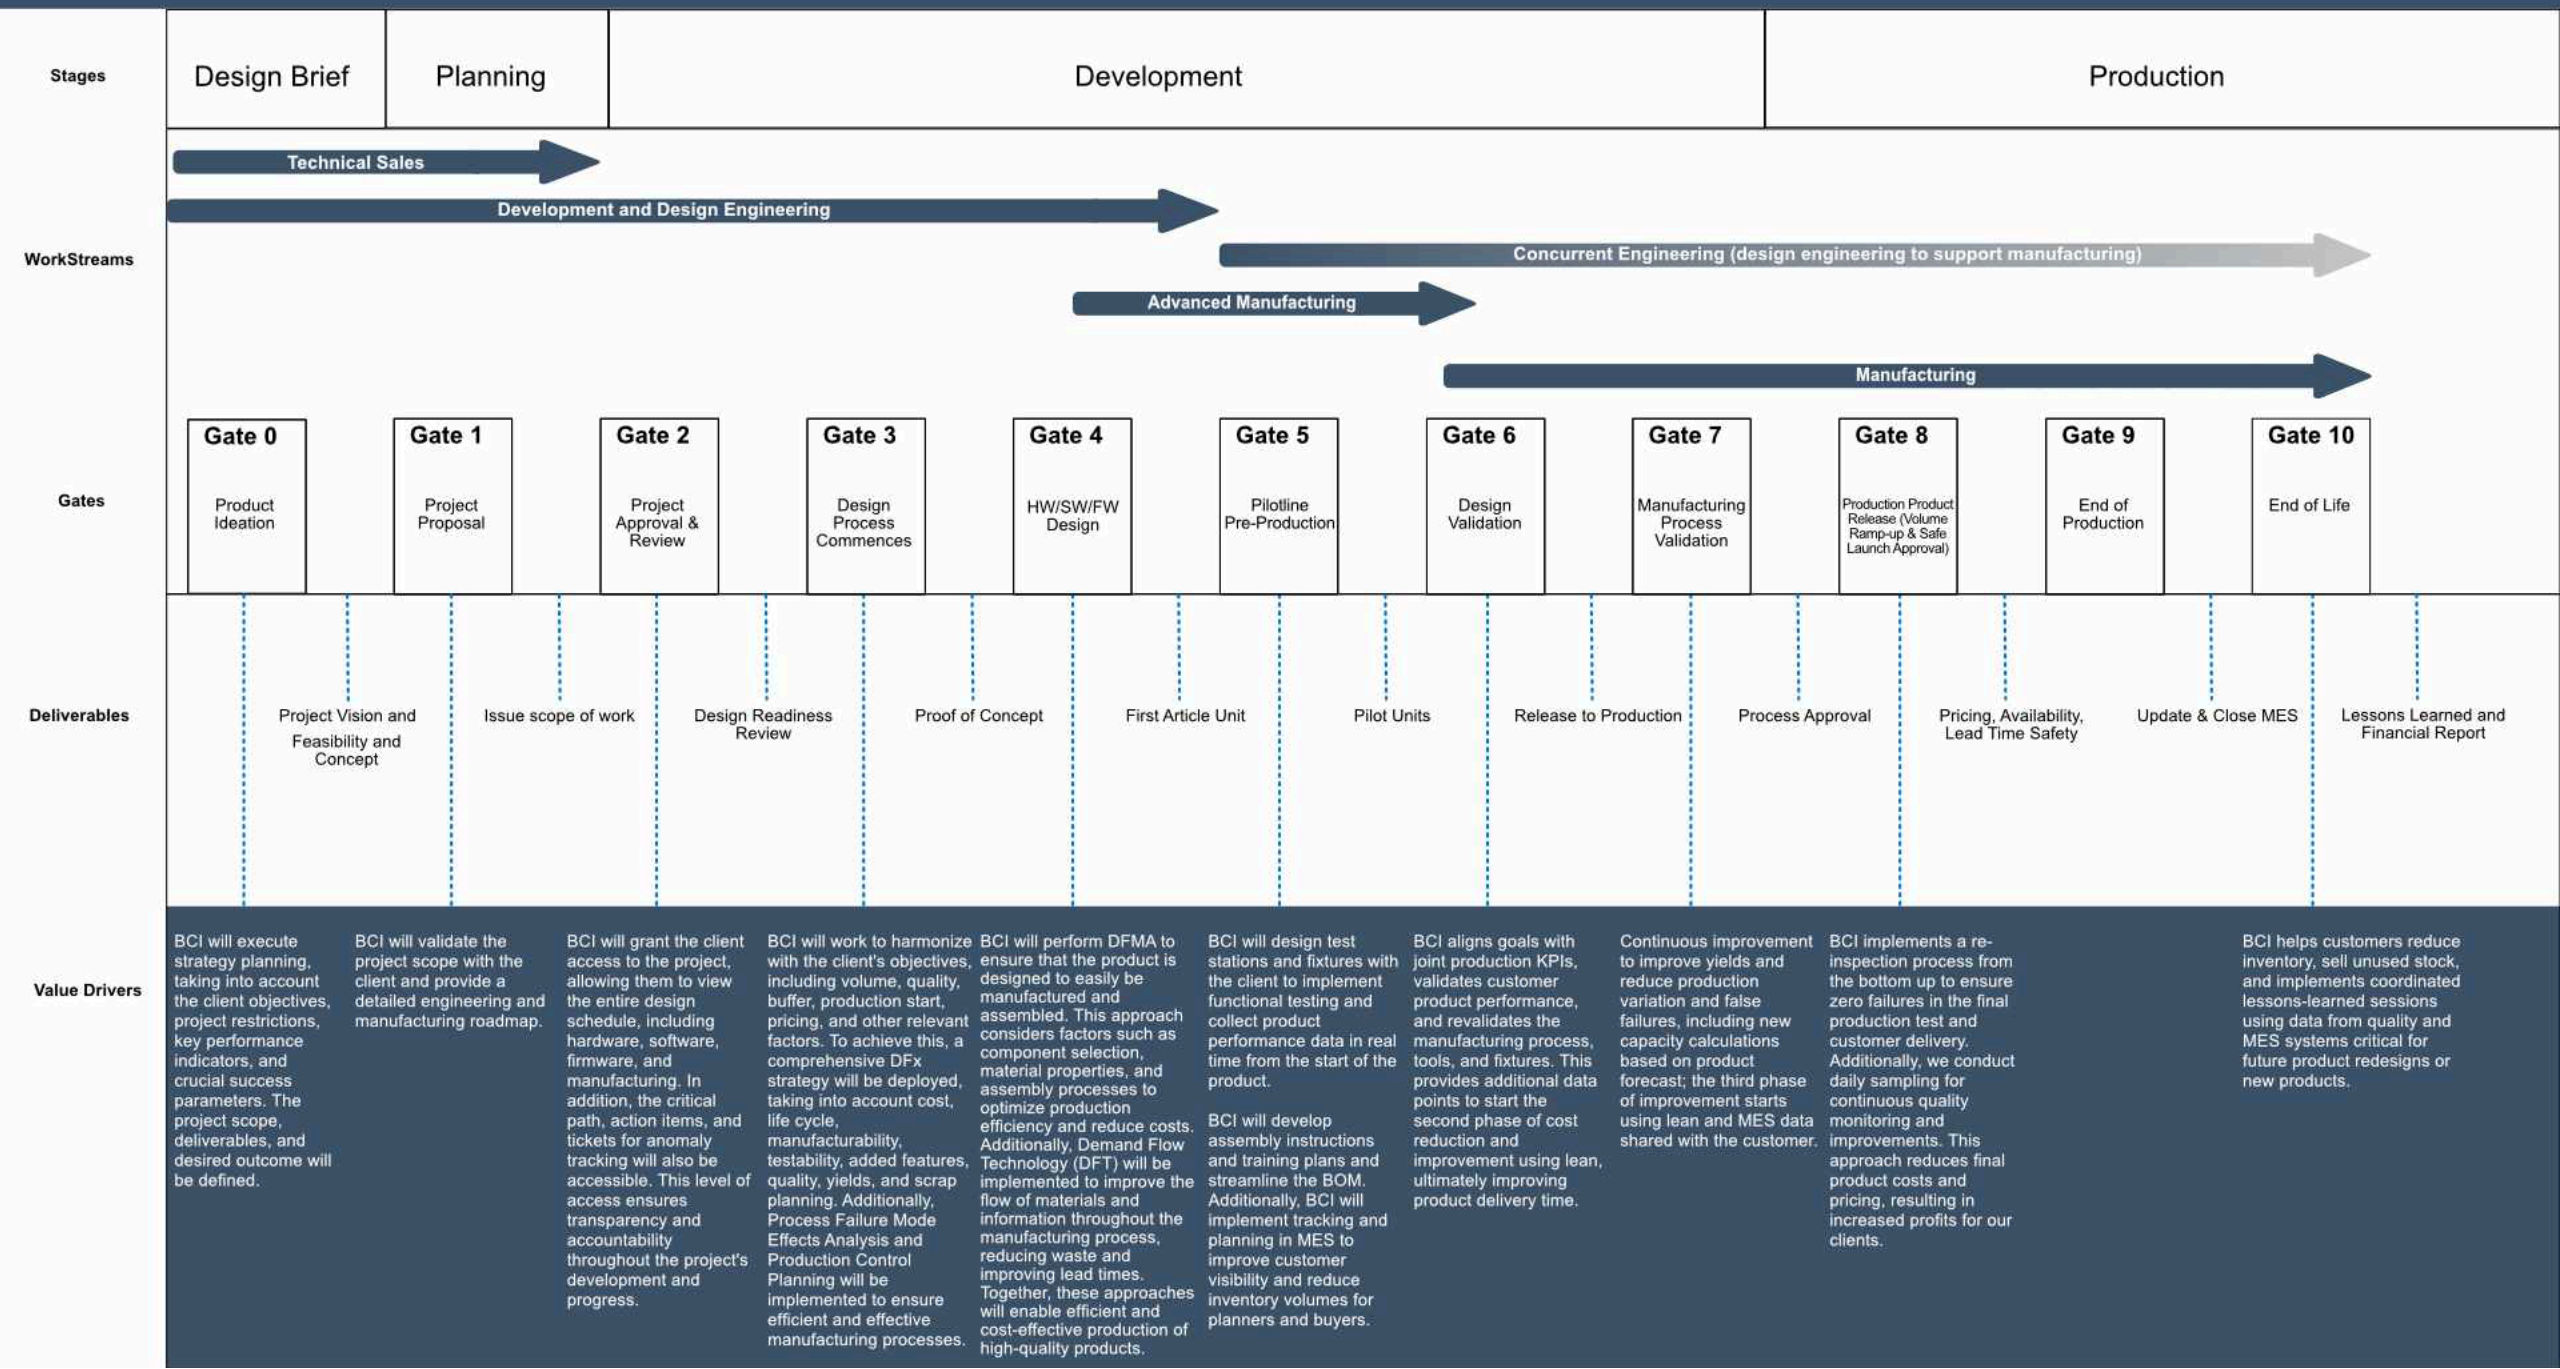 Stages
Design Brief
Planning
Development
Production
WorkStreams
Technical Sales
Development and Design Engineering
Concurrent Engineering (design engineering to support manufacturing)
Advanced Manufacturing
Manufacturing
Gates
Gate 0
Product
Ideation
Gate 1
Project
Proposal
Gate 2
Project
Approval &
Review
Gate 3
Design
Process
Commences
Gate 4
HW/SW/FW
Design
Gate 5
Pilotline
Pre-Production
Gate 6
Design
Validation
Gate 7
Manufacturing
Process
Validation
Gate 8
Production Product
Release (Volume
Ramp-up & Safe
Launch Approval)
Gate 9
End of
Production
Gate 10
End of Life
Deliverables
Project Vision and
Feasibility and
Concept
Issue scope of work
Design Readiness
Review
Proof of Concept
First Article Unit
Pilot Units
Release to Production
Process Approval
Pricing, Availability,
Lead Time Safety
Update & Close MES
Lessons Learned and
Financial Report
Value Drivers
BCI will execute
strategy planning,
taking into account
the client objectives,
project restrictions,
key performance
indicators, and
crucial success
parameters. The
project scope,
deliverables, and
desired outcome will
be defined.
BCI will validate the
project scope with the
client and provide a
detailed engineering and
manufacturing roadmap.
BCI will grant the client
access to the project,
allowing them to view
the entire design
schedule, including
hardware, software,
firmware, and
manufacturing. In
addition, the critical
path, action items, and
tickets for anomaly
tracking will also be
accessible. This level of
access ensures
transparency and
accountability
throughout the project's
development and
progress.
BCI will work to harmonize
with the client's objectives,
including volume, quality,
buffer, production start,
pricing, and other relevant
factors. To achieve this, a
comprehensive DFx
strategy will be deployed,
taking into account cost,
life cycle,
manufacturability,
testability, added features,
quality, yields, and scrap
planning. Additionally,
Process Failure Mode
Effects Analysis and
Production Control
Planning will be
implemented to ensure
efficient and effective
manufacturing processes.
BCI will perform DFMA to
ensure that the product is
designed to easily be
manufactured and
assembled. This approach
considers factors such as
component selection,
material properties, and
assembly processes to
optimize production
efficiency and reduce costs.
Additionally, Demand Flow
Technology (DFT) will be
implemented to improve the
flow of materials and
information throughout the
manufacturing process,
reducing waste and
improving lead times.
Together, these approaches
will enable efficient and
cost-effective production of
high-quality products.
BCI will design test
stations and fixtures with
the client to implement
functional testing and
collect product
performance data in real
time from the start of the
product.
BCI will develop
assembly instructions
and training plans and
streamline the BOM.
Additionally, BCI will
implement tracking and
planning in MES to
improve customer
visibility and reduce
inventory volumes for
planners and buyers.
BCI aligns goals with
joint production KPIs,
validates customer
product performance,
and revalidates the
manufacturing process,
tools, and fixtures. This
provides additional data
points to start the
second phase of cost
reduction and
improvement using lean,
ultimately improving
product delivery time.
Continuous improvement
to improve yields and
reduce production
variation and false
failures, including new
capacity calculations
based on product
forecast; the third phase
of improvement starts
using lean and MES data
shared with the customer.
BCI implements a re-
inspection process from
the bottom up to ensure
zero failures in the final
production test and
customer delivery.
Additionally, we conduct
daily sampling for
continuous quality
monitoring and
improvements. This
approach reduces final
product costs and
pricing, resulting in
increased profits for our
clients.
BCI helps customers reduce
inventory, sell unused stock,
and implements coordinated
lessons-learned sessions
using data from quality and
MES systems critical for
future product redesigns or
new products.